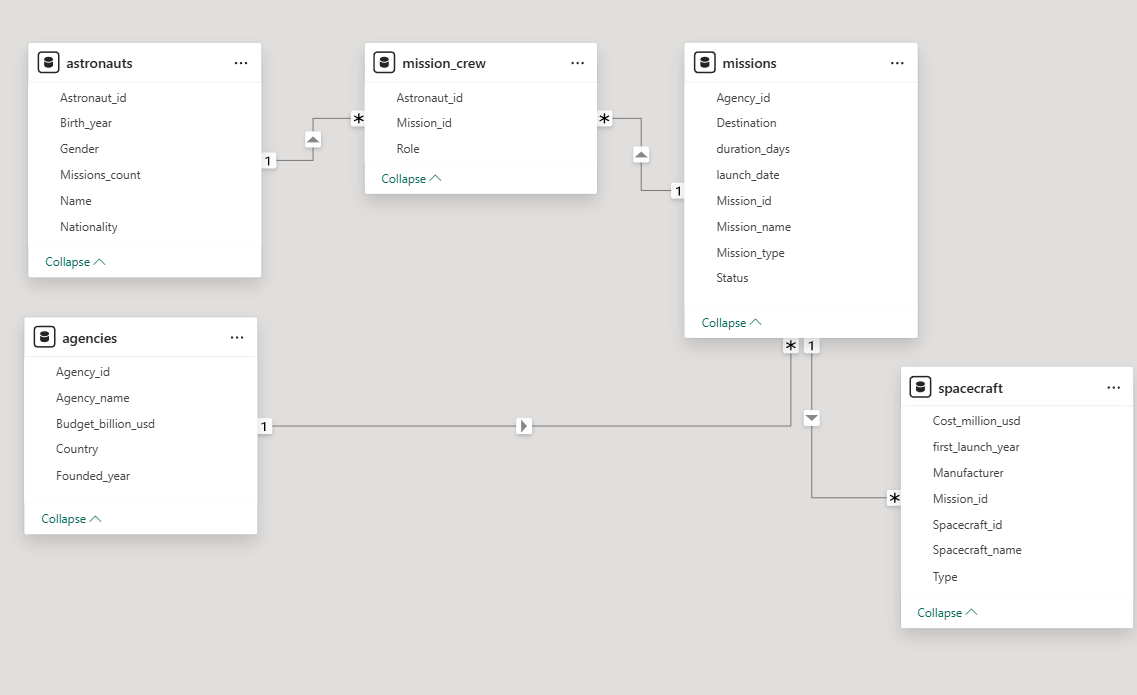 astronauts
...
Astronaut_id
Birth_year
Gender
Missions_count
Name
Nationality
Collapse
1
*
mission_crew
...
Astronaut_id
Mission_id
Role
Collapse
*
1
missions
...
Agency_id
Destination
duration_days
launch_date
Mission_id
Mission_name
Mission_type
Status
Collapse
* 1
agencies
...
Agency_id
Agency_name
Budget_billion_usd
Country
Founded_year
Collapse
1
*
spacecraft
...
Cost_million_usd
first_launch_year
Manufacturer
Mission_id
Spacecraft_id
Spacecraft_name
Type
Collapse